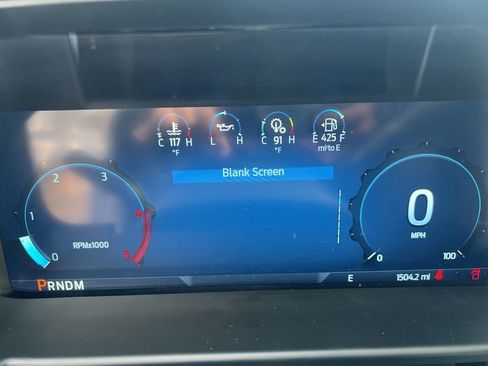 C 117 H
°F
L H
C 91 H
°F
E 425 F
mi to E
Blank Screen
0 1 2 3 4 5
RPMx1000
0
MPH
0 100
PRNDM
E
1504.2 mi